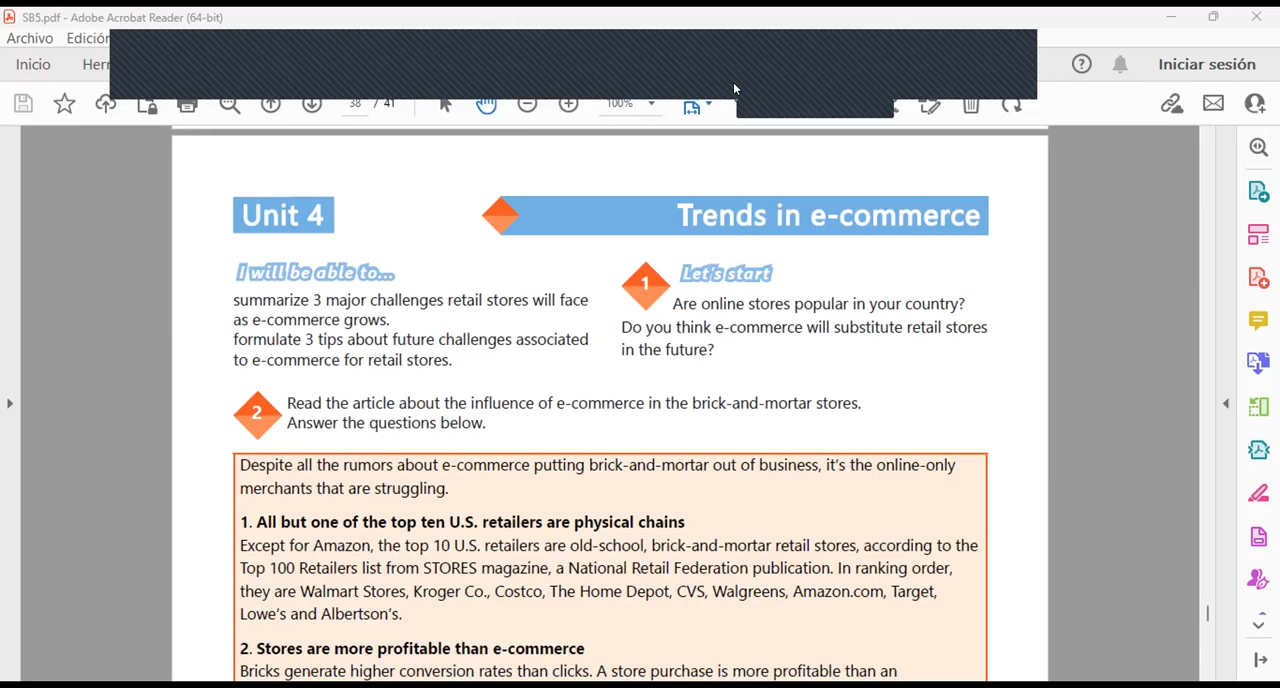 SB5.pdf - Adobe Acrobat Reader (64-bit)
Archivo Edición
Inicio
Iniciar sesión
38 / 41 100%
Unit 4
Trends in e-commerce
I will be able to...
summarize 3 major challenges retail stores will face
as e-commerce grows.
formulate 3 tips about future challenges associated
to e-commerce for retail stores.
1 Let's start
Are online stores popular in your country?
Do you think e-commerce will substitute retail stores
in the future?
2 Read the article about the influence of e-commerce in the brick-and-mortar stores.
Answer the questions below.
Despite all the rumors about e-commerce putting brick-and-mortar out of business, it's the online-only
merchants that are struggling.
1. All but one of the top ten U.S. retailers are physical chains
Except for Amazon, the top 10 U.S. retailers are old-school, brick-and-mortar retail stores, according to the
Top 100 Retailers list from STORES magazine, a National Retail Federation publication. In ranking order,
they are Walmart Stores, Kroger Co., Costco, The Home Depot, CVS, Walgreens, Amazon.com, Target,
Lowe's and Albertson's.
2. Stores are more profitable than e-commerce
Bricks generate higher conversion rates than clicks. A store purchase is more profitable than an